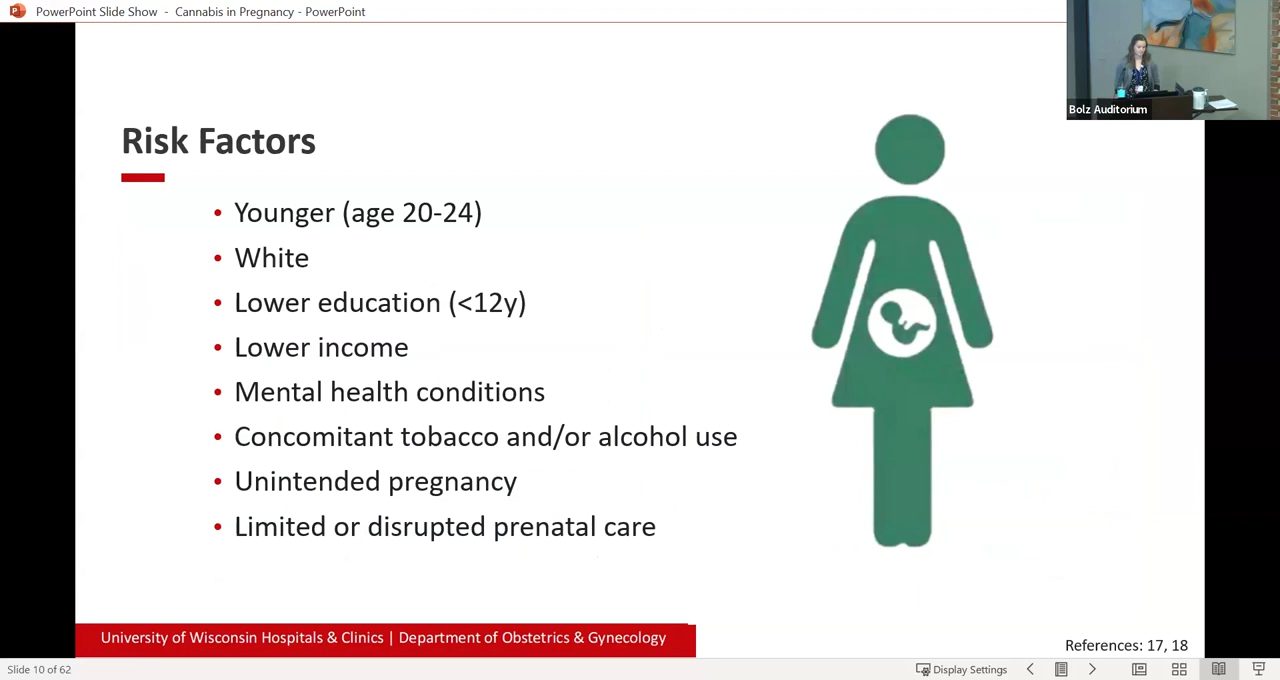 PowerPoint Slide Show - Cannabis in Pregnancy - PowerPoint
Bolz Auditorium
Risk Factors
• Younger (age 20-24)
• White
• Lower education (<12y)
• Lower income
• Mental health conditions
• Concomitant tobacco and/or alcohol use
• Unintended pregnancy
• Limited or disrupted prenatal care
University of Wisconsin Hospitals & Clinics | Department of Obstetrics & Gynecology
References: 17, 18
Slide 10 of 62
Display Settings